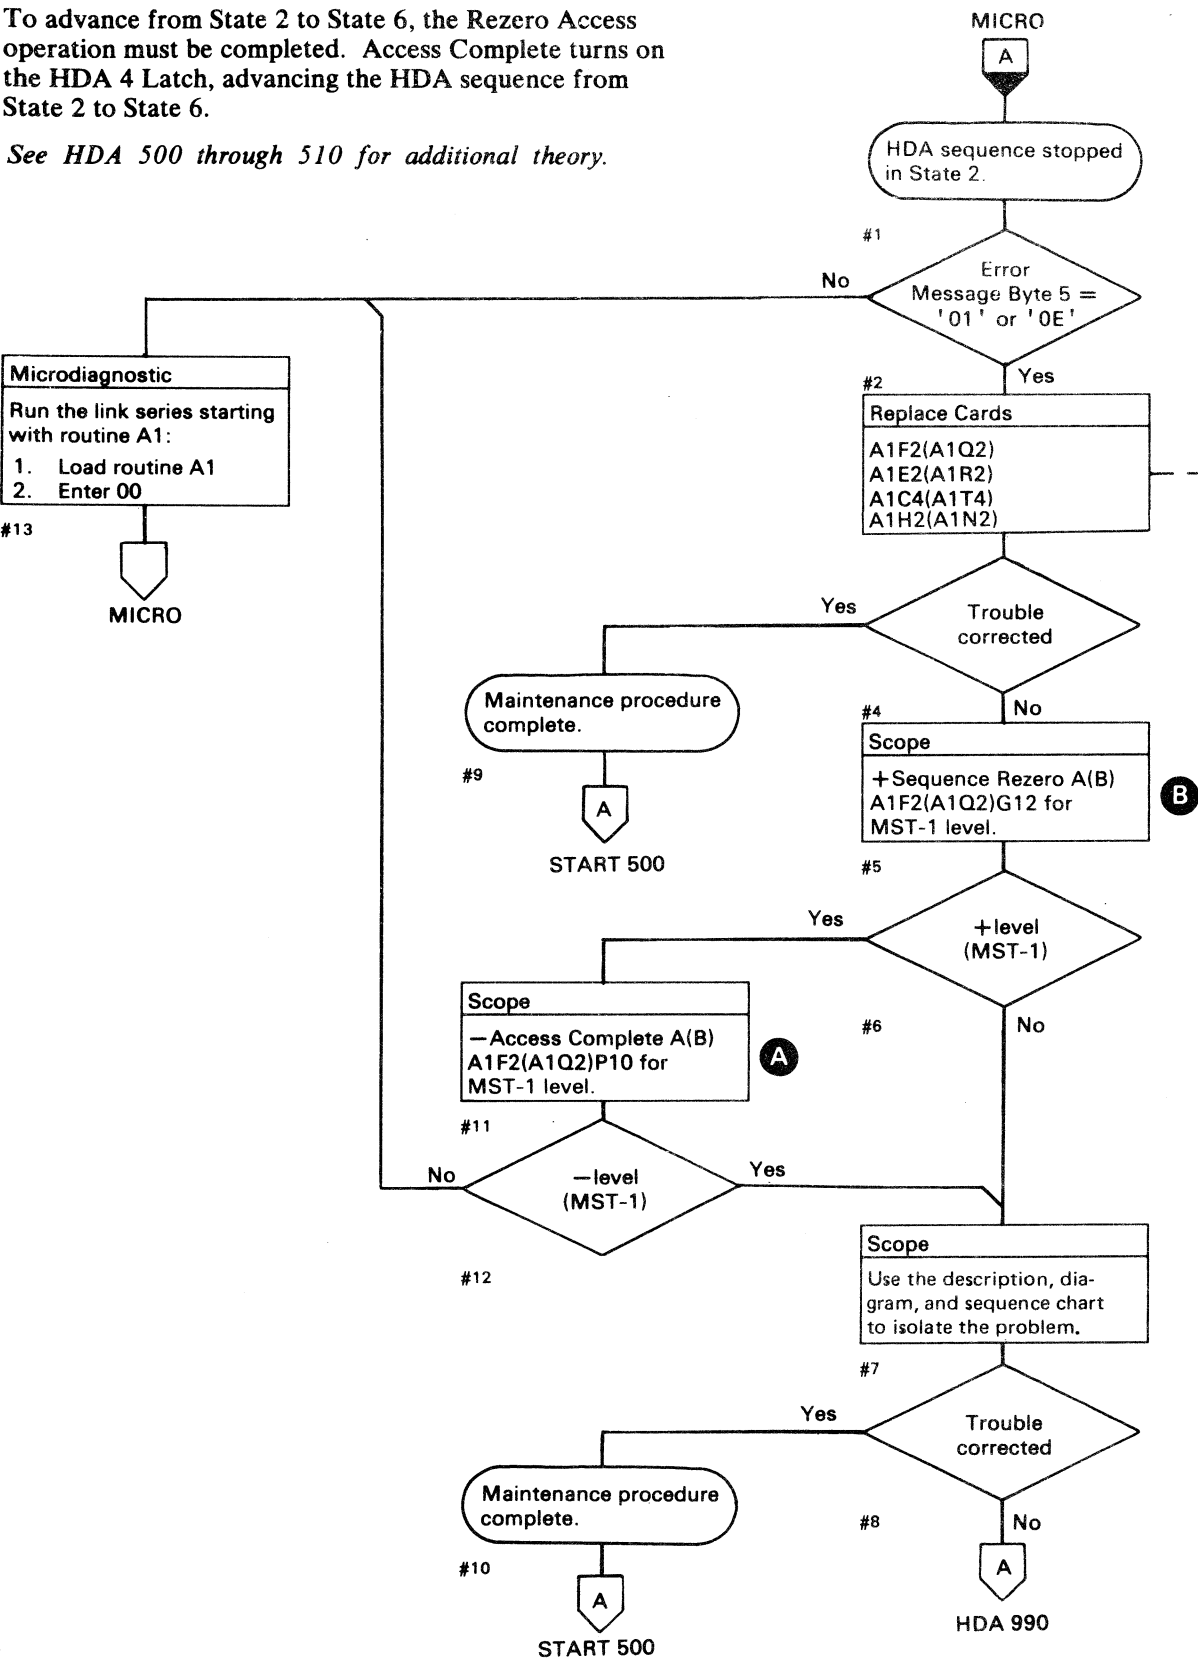 To advance from State 2 to State 6, the Rezero Access
operation must be completed. Access Complete turns on
the HDA 4 Latch, advancing the HDA sequence from
State 2 to State 6.
See HDA 500 through 510 for additional theory.
MICRO
A
HDA sequence stopped
in State 2.
#1
Error
Message Byte 5 =
'01' or '0E'
No
Yes
Microdiagnostic
Run the link series starting
with routine A1:
1. Load routine A1
2. Enter 00
#13
MICRO
#2
Replace Cards
A1F2(A1Q2)
A1E2(A1R2)
A1C4(A1T4)
A1H2(A1N2)
Trouble
corrected
Yes
No
Maintenance procedure
complete.
#9
A
START 500
#4
Scope
+Sequence Rezero A(B)
A1F2(A1Q2)G12 for
MST-1 level.
B
#5
+level
(MST-1)
Yes
No
#6
Scope
−Access Complete A(B)
A1F2(A1Q2)P10 for
MST-1 level.
A
#11
−level
(MST-1)
No
Yes
#12
Scope
Use the description, dia-
gram, and sequence chart
to isolate the problem.
#7
Trouble
corrected
Yes
No
#8
Maintenance procedure
complete.
#10
A
START 500
A
HDA 990